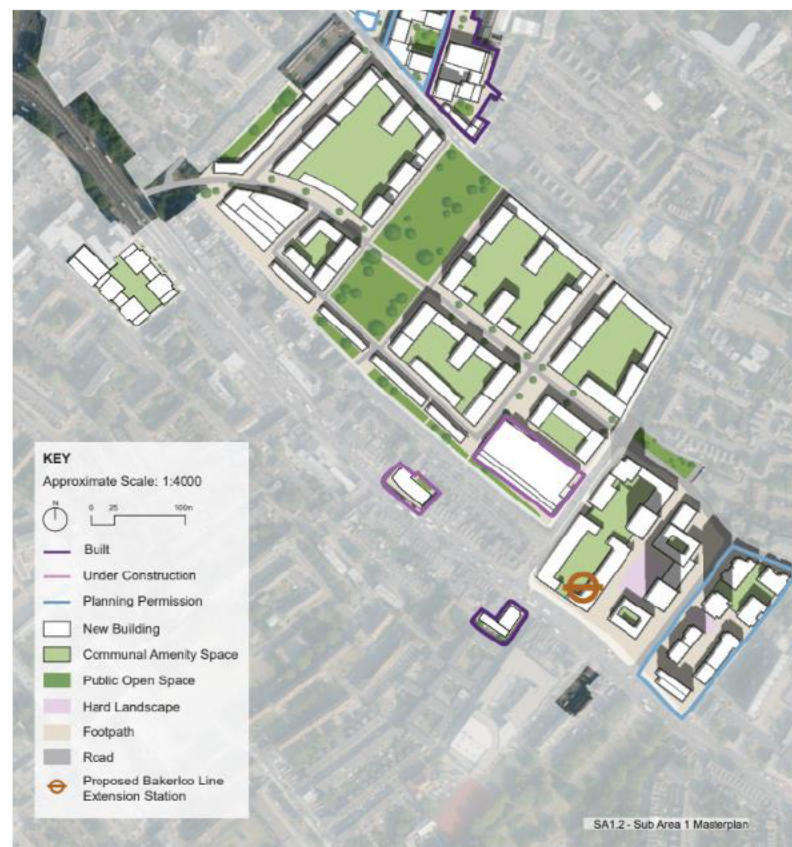 KEY
Approximate Scale: 1:4000
N
0 25 100m
Built
Under Construction
Planning Permission
New Building
Communal Amenity Space
Public Open Space
Hard Landscape
Footpath
Road
Proposed Bakerloo Line
Extension Station
SA1.2 - Sub Area 1 Masterplan